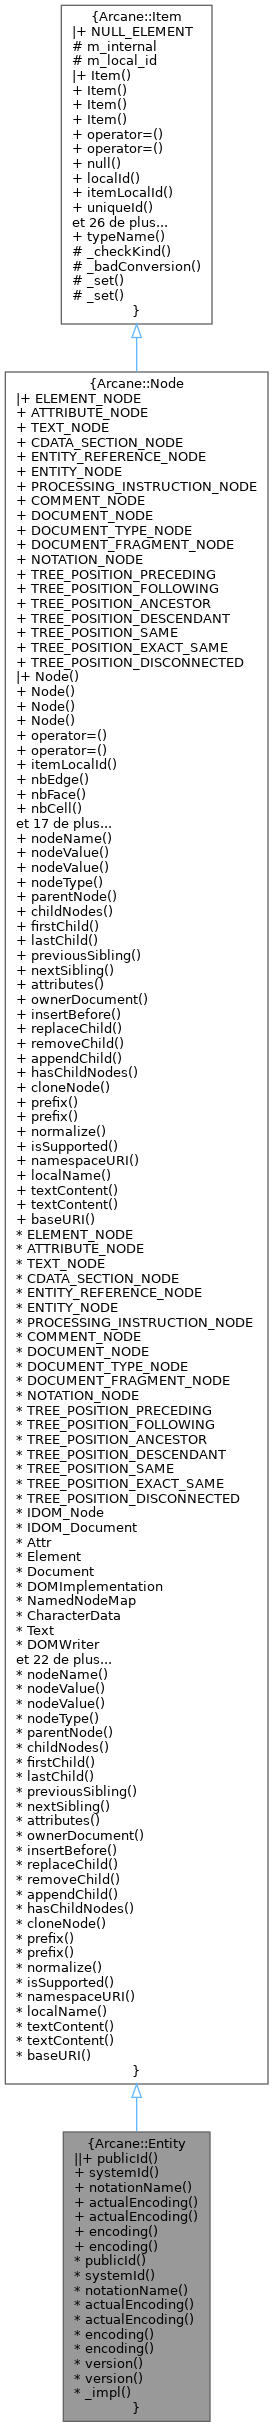 {Arcane::Item
|+ NULL_ELEMENT
# m_internal
# m_local_id
|+ Item()
+ Item()
+ Item()
+ Item()
+ operator=()
+ operator=()
+ null()
+ localId()
+ itemLocalId()
+ uniqueId()
et 26 de plus...
+ typeName()
# _checkKind()
# _badConversion()
# _set()
# _set()
}
{Arcane::Node
|+ ELEMENT_NODE
+ ATTRIBUTE_NODE
+ TEXT_NODE
+ CDATA_SECTION_NODE
+ ENTITY_REFERENCE_NODE
+ ENTITY_NODE
+ PROCESSING_INSTRUCTION_NODE
+ COMMENT_NODE
+ DOCUMENT_NODE
+ DOCUMENT_TYPE_NODE
+ DOCUMENT_FRAGMENT_NODE
+ NOTATION_NODE
+ TREE_POSITION_PRECEDING
+ TREE_POSITION_FOLLOWING
+ TREE_POSITION_ANCESTOR
+ TREE_POSITION_DESCENDANT
+ TREE_POSITION_SAME
+ TREE_POSITION_EXACT_SAME
+ TREE_POSITION_DISCONNECTED
|+ Node()
+ Node()
+ Node()
+ Node()
+ operator=()
+ operator=()
+ itemLocalId()
+ nbEdge()
+ nbFace()
+ nbCell()
et 17 de plus...
+ nodeName()
+ nodeValue()
+ nodeValue()
+ nodeType()
+ parentNode()
+ childNodes()
+ firstChild()
+ lastChild()
+ previousSibling()
+ nextSibling()
+ attributes()
+ ownerDocument()
+ insertBefore()
+ replaceChild()
+ removeChild()
+ appendChild()
+ hasChildNodes()
+ cloneNode()
+ prefix()
+ prefix()
+ normalize()
+ isSupported()
+ namespaceURI()
+ localName()
+ textContent()
+ textContent()
+ baseURI()
* ELEMENT_NODE
* ATTRIBUTE_NODE
* TEXT_NODE
* CDATA_SECTION_NODE
* ENTITY_REFERENCE_NODE
* ENTITY_NODE
* PROCESSING_INSTRUCTION_NODE
* COMMENT_NODE
* DOCUMENT_NODE
* DOCUMENT_TYPE_NODE
* DOCUMENT_FRAGMENT_NODE
* NOTATION_NODE
* TREE_POSITION_PRECEDING
* TREE_POSITION_FOLLOWING
* TREE_POSITION_ANCESTOR
* TREE_POSITION_DESCENDANT
* TREE_POSITION_SAME
* TREE_POSITION_EXACT_SAME
* TREE_POSITION_DISCONNECTED
* IDOM_Node
* IDOM_Document
* Attr
* Element
* Document
* DOMImplementation
* NamedNodeMap
* CharacterData
* Text
* DOMWriter
et 22 de plus...
* nodeName()
* nodeValue()
* nodeValue()
* nodeType()
* parentNode()
* childNodes()
* firstChild()
* lastChild()
* previousSibling()
* nextSibling()
* attributes()
* ownerDocument()
* insertBefore()
* replaceChild()
* removeChild()
* appendChild()
* hasChildNodes()
* cloneNode()
* prefix()
* prefix()
* normalize()
* isSupported()
* namespaceURI()
* localName()
* textContent()
* textContent()
* baseURI()
}
{Arcane::Entity
||+ publicId()
+ systemId()
+ notationName()
+ actualEncoding()
+ actualEncoding()
+ encoding()
+ encoding()
* publicId()
* systemId()
* notationName()
* actualEncoding()
* actualEncoding()
* encoding()
* encoding()
* version()
* version()
* _impl()
}